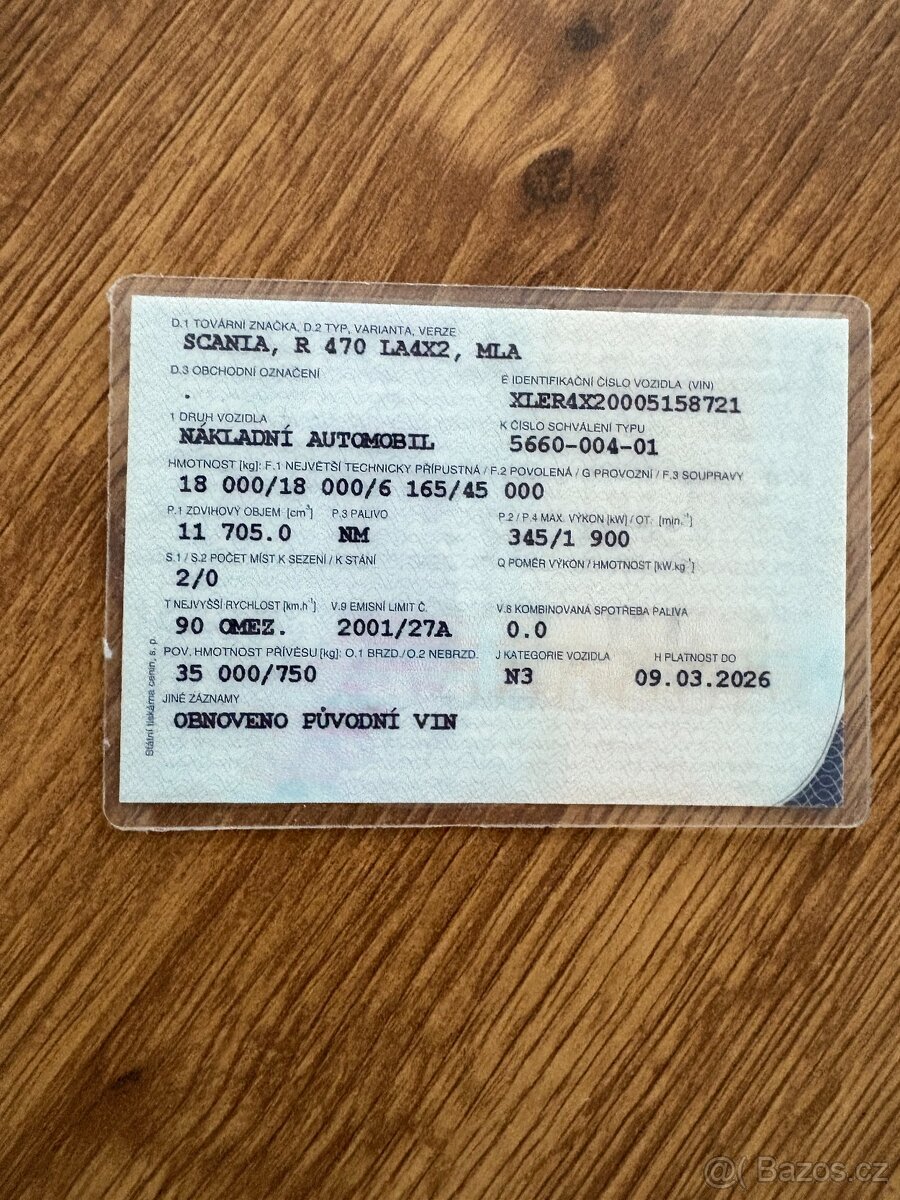 D.1 TOVÁRNÍ ZNAČKA, D.2 TYP, VARIANTA, VERZE
SCANIA, R 470 LA4X2, MLA
D.3 OBCHODNÍ OZNAČENÍ
.
E IDENTIFIKAČNÍ ČÍSLO VOZIDLA (VIN)
XLER4X20005158721
1 DRUH VOZIDLA
NÁKLADNÍ AUTOMOBIL
K ČÍSLO SCHVÁLENÍ TYPU
5660-004-01
HMOTNOST [kg]: F.1 NEJVĚTŠÍ TECHNICKY PŘÍPUSTNÁ / F.2 POVOLENÁ / G PROVOZNÍ / F.3 SOUPRAVY
18 000/18 000/6 165/45 000
P.1 ZDVIHOVÝ OBJEM [cm³] P.3 PALIVO
11 705.0 NM
P.2 / P.4 MAX. VÝKON [kW] / OT. [min.⁻¹]
345/1 900
S.1 / S.2 POČET MÍST K SEZENÍ / K STÁNÍ
2/0
Q POMĚR VÝKON / HMOTNOST [kW.kg⁻¹]
T NEJVYŠŠÍ RYCHLOST [km.h⁻¹] V.9 EMISNÍ LIMIT Č.
90 OMEZ. 2001/27A
V.8 KOMBINOVANÁ SPOTŘEBA PALIVA
0.0
POV. HMOTNOST PŘÍVĚSU [kg]: O.1 BRZD./O.2 NEBRZD.
35 000/750
J KATEGORIE VOZIDLA H PLATNOST DO
N3 09.03.2026
JINÉ ZÁZNAMY
OBNOVENO PŮVODNÍ VIN
Státní tiskárna cenin, s. p.
@( Bazos.cz